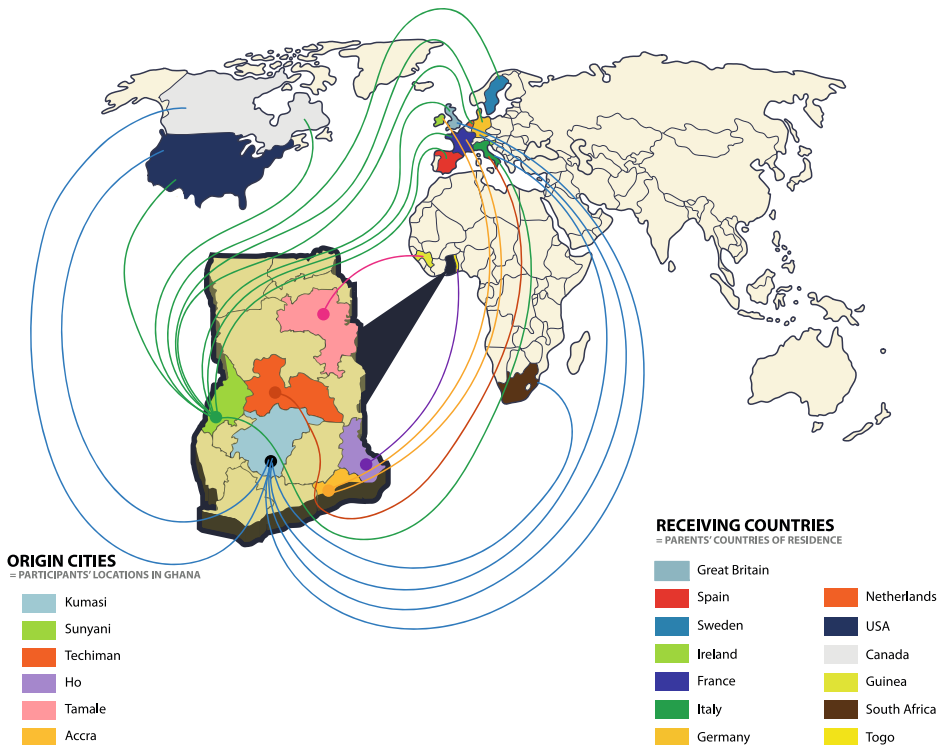 ORIGIN CITIES
= PARTICIPANTS' LOCATIONS IN GHANA
Kumasi
Sunyani
Techiman
Ho
Tamale
Accra
RECEIVING COUNTRIES
= PARENTS' COUNTRIES OF RESIDENCE
Great Britain
Spain
Sweden
Ireland
France
Italy
Germany
Netherlands
USA
Canada
Guinea
South Africa
Togo